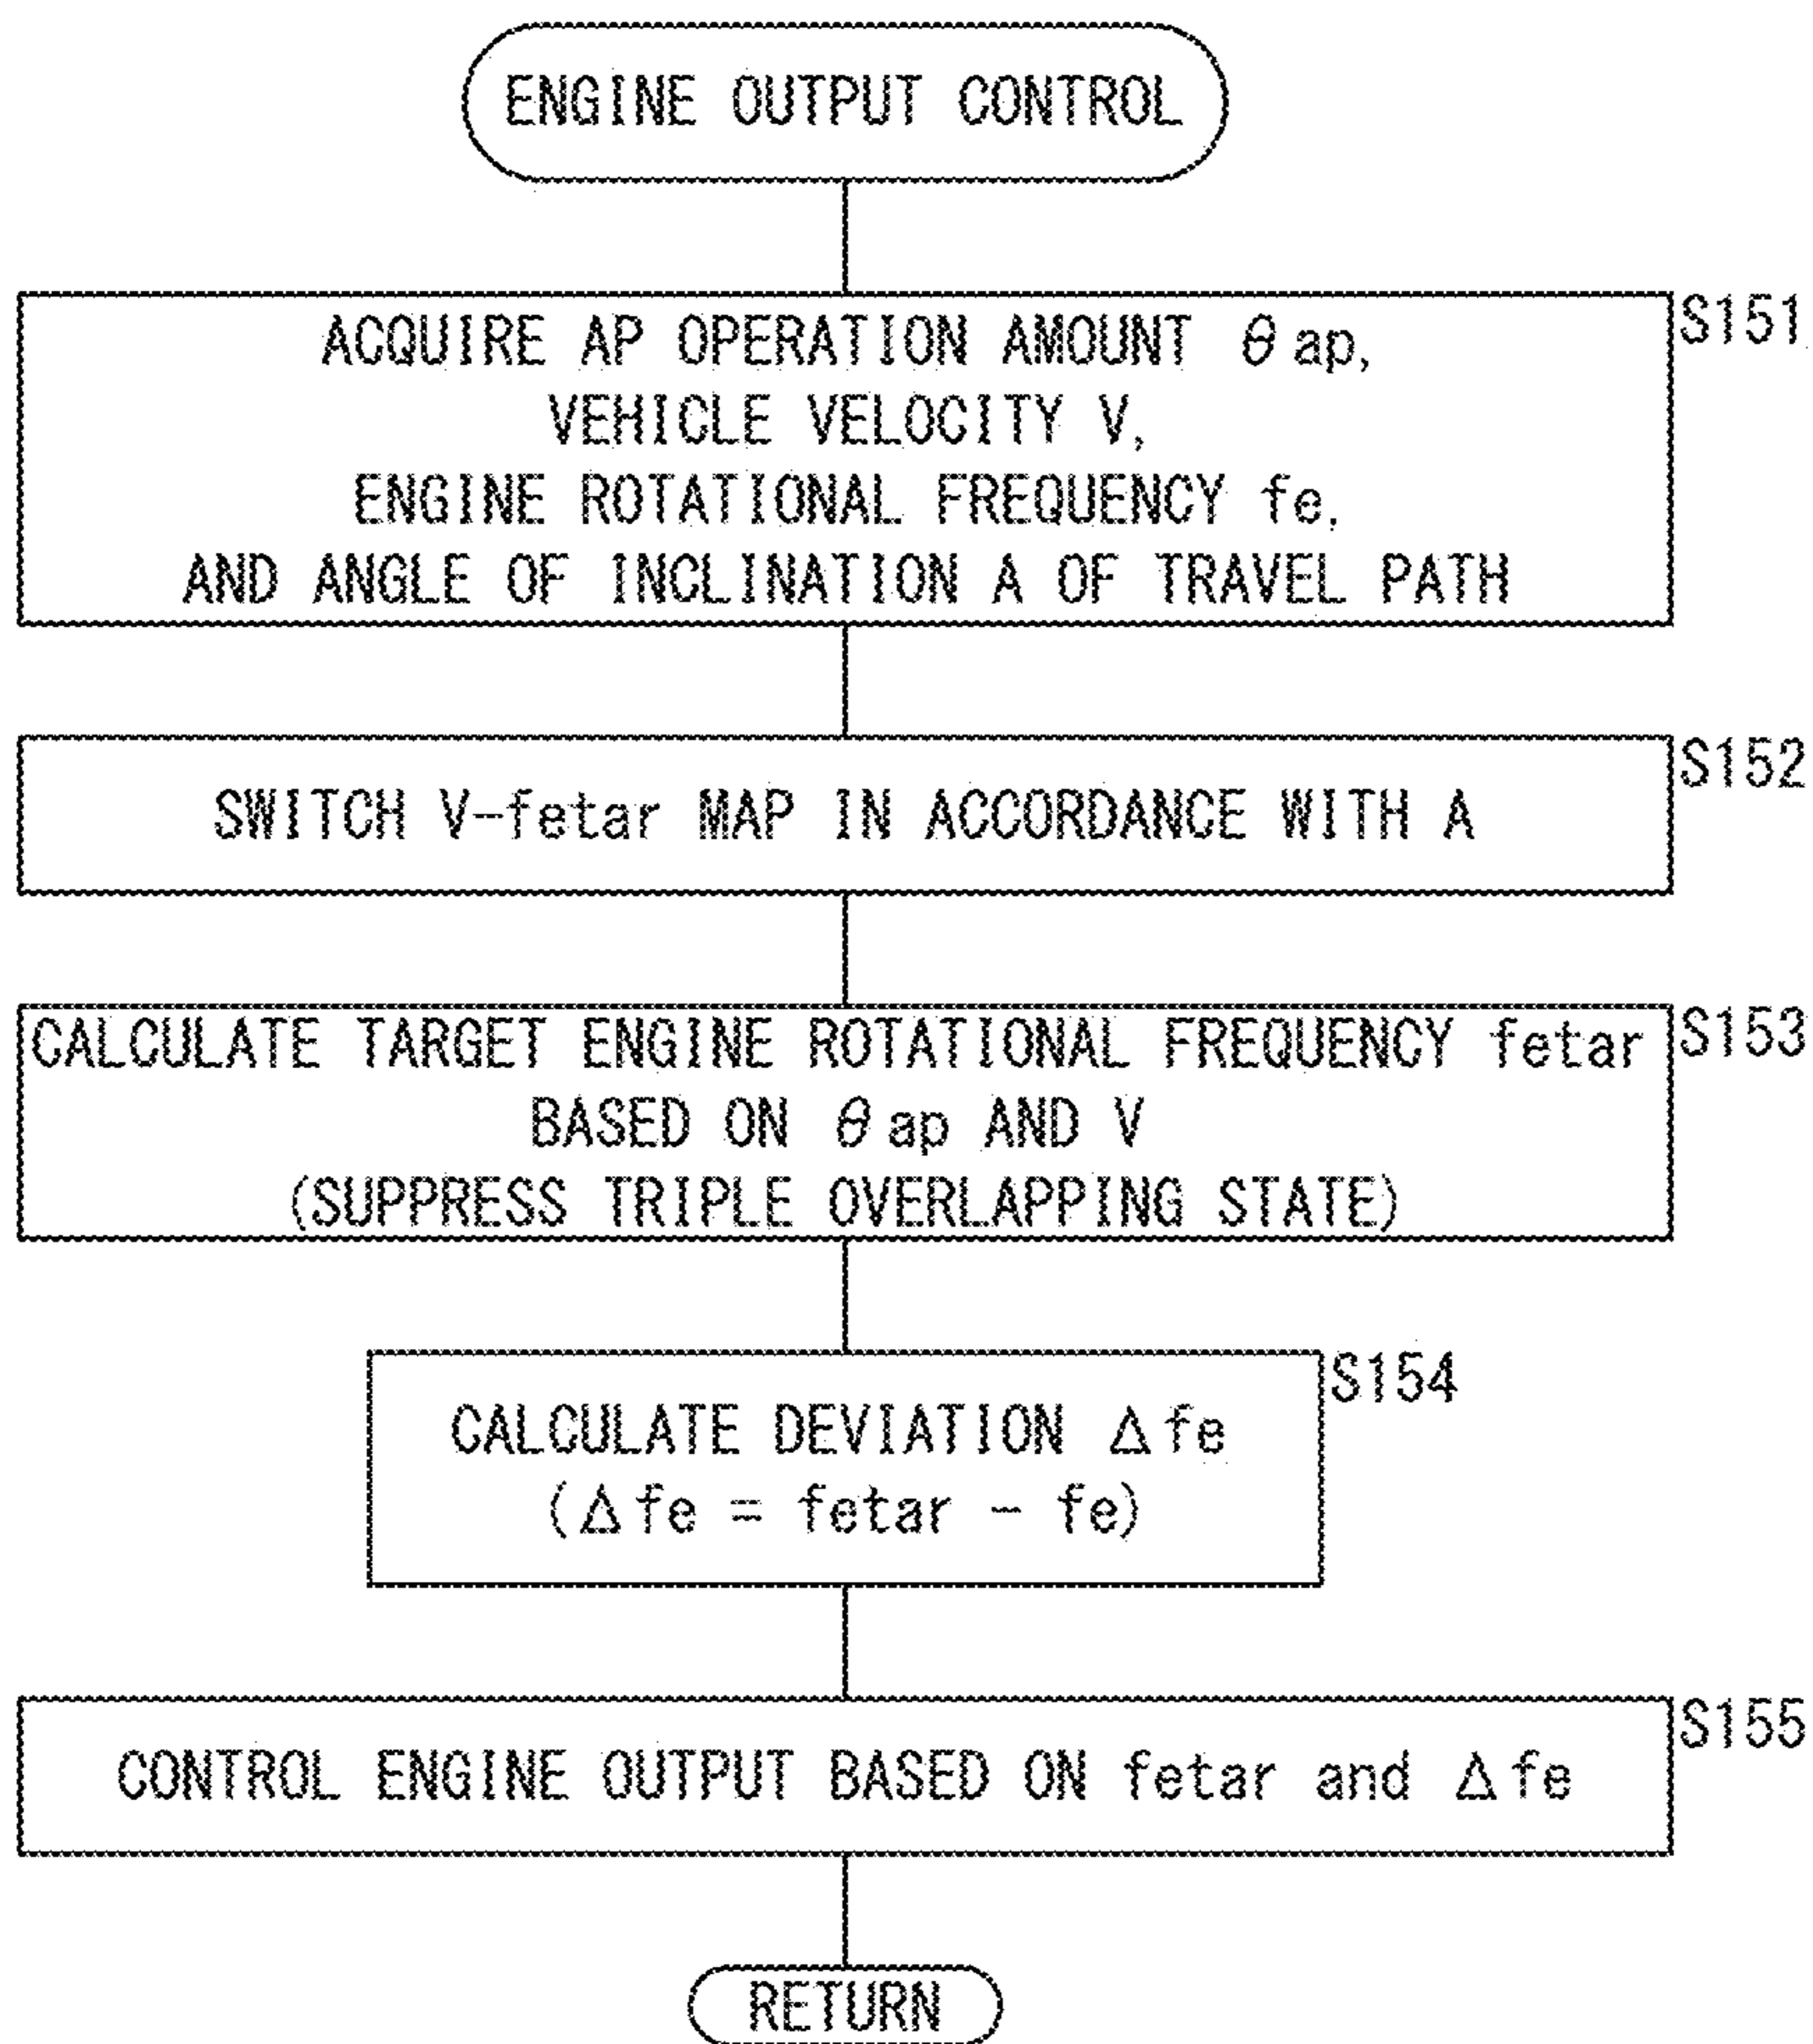 ENGINE OUTPUT CONTROL
S151
ACQUIRE AP OPERATION AMOUNT θap,
VEHICLE VELOCITY V,
ENGINE ROTATIONAL FREQUENCY fe,
AND ANGLE OF INCLINATION A OF TRAVEL PATH
S152
SWITCH V-fetar MAP IN ACCORDANCE WITH A
S153
CALCULATE TARGET ENGINE ROTATIONAL FREQUENCY fetar
BASED ON θap AND V
(SUPPRESS TRIPLE OVERLAPPING STATE)
S154
CALCULATE DEVIATION Δfe
(Δfe = fetar - fe)
S155
CONTROL ENGINE OUTPUT BASED ON fetar and Δfe
RETURN